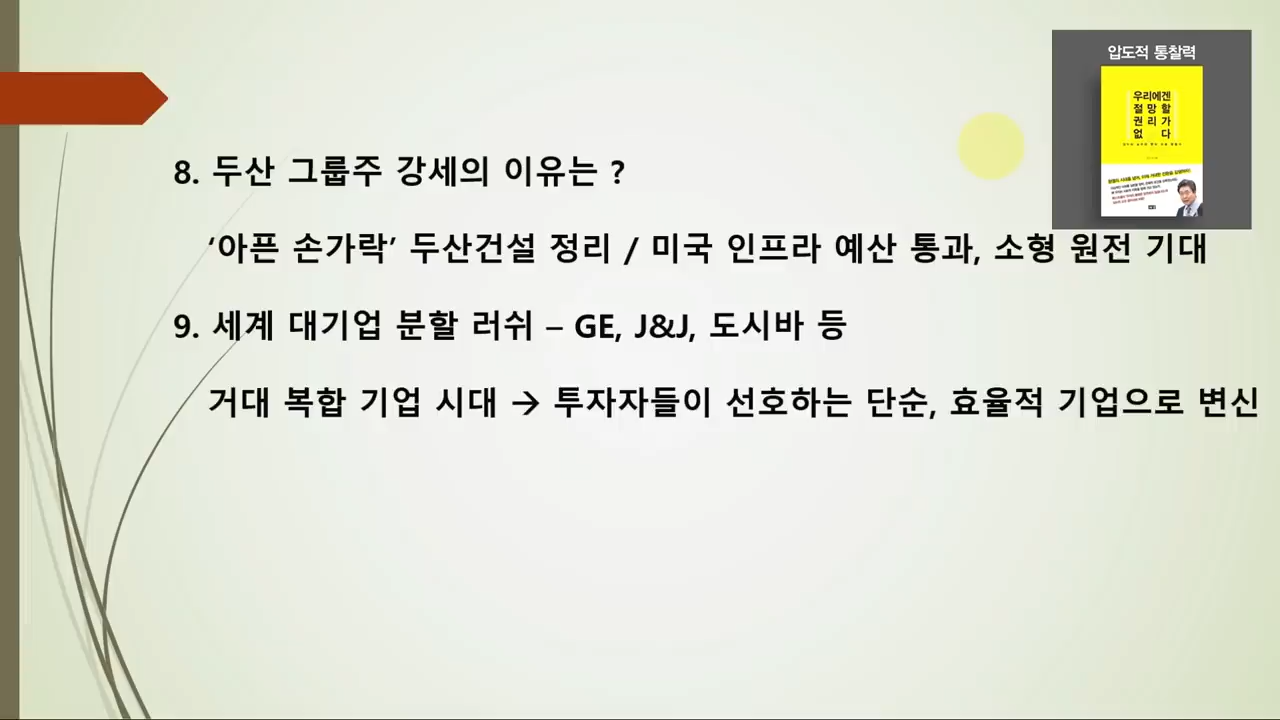 압도적 통찰력
우리에겐
절망할
권리가
없다
8. 두산 그룹주 강세의 이유는 ?
‘아픈 손가락’ 두산건설 정리 / 미국 인프라 예산 통과, 소형 원전 기대
9. 세계 대기업 분할 러쉬 – GE, J&J, 도시바 등
거대 복합 기업 시대 → 투자자들이 선호하는 단순, 효율적 기업으로 변신